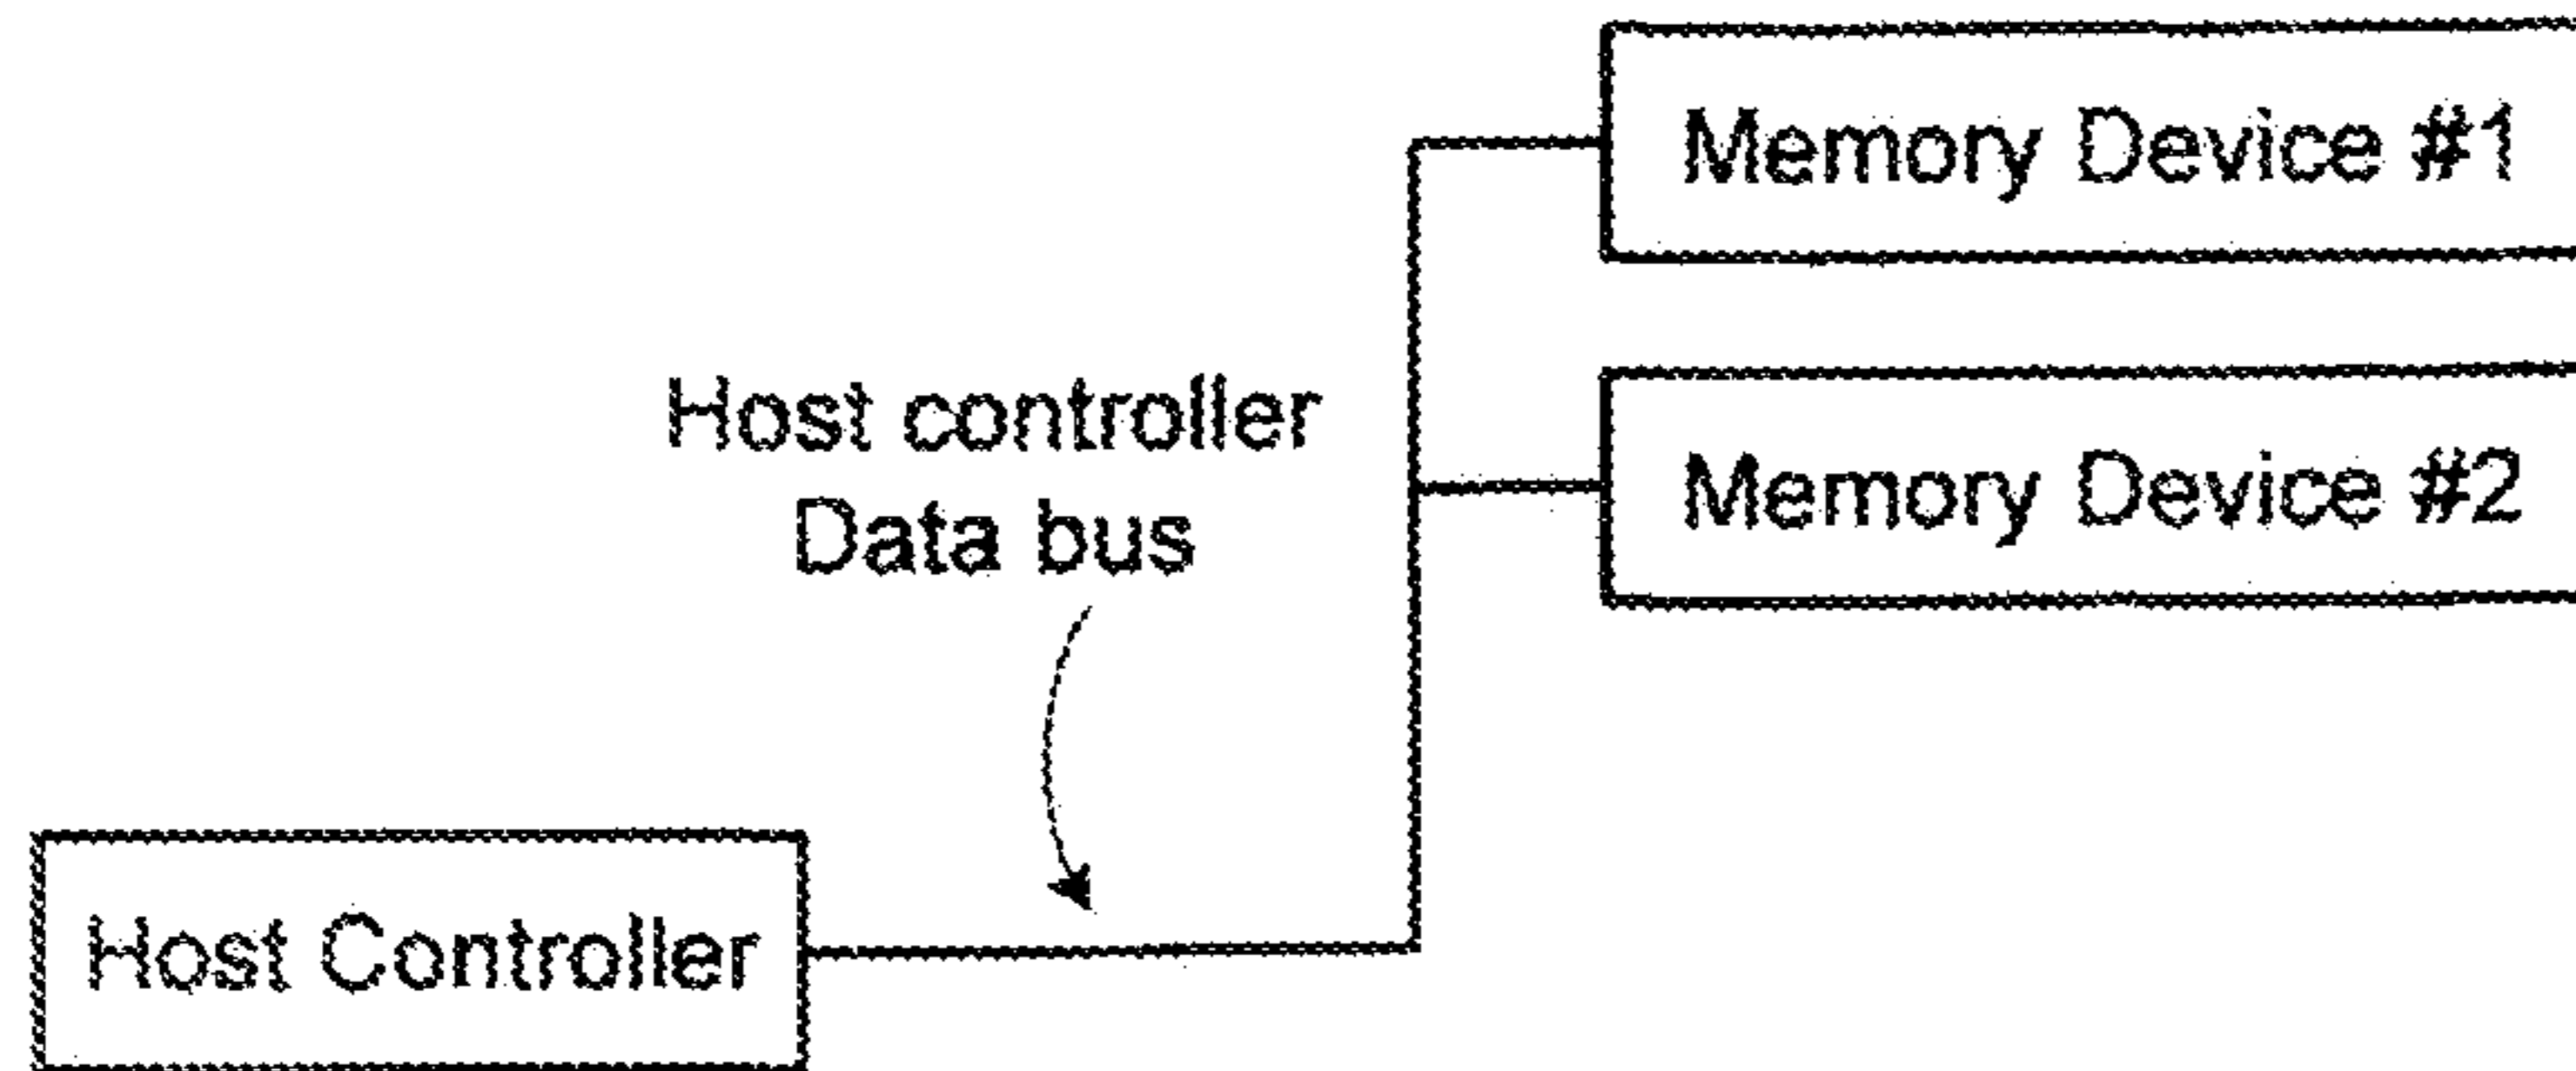 Memory Device #1
Host controller
Data bus
Memory Device #2
Host Controller